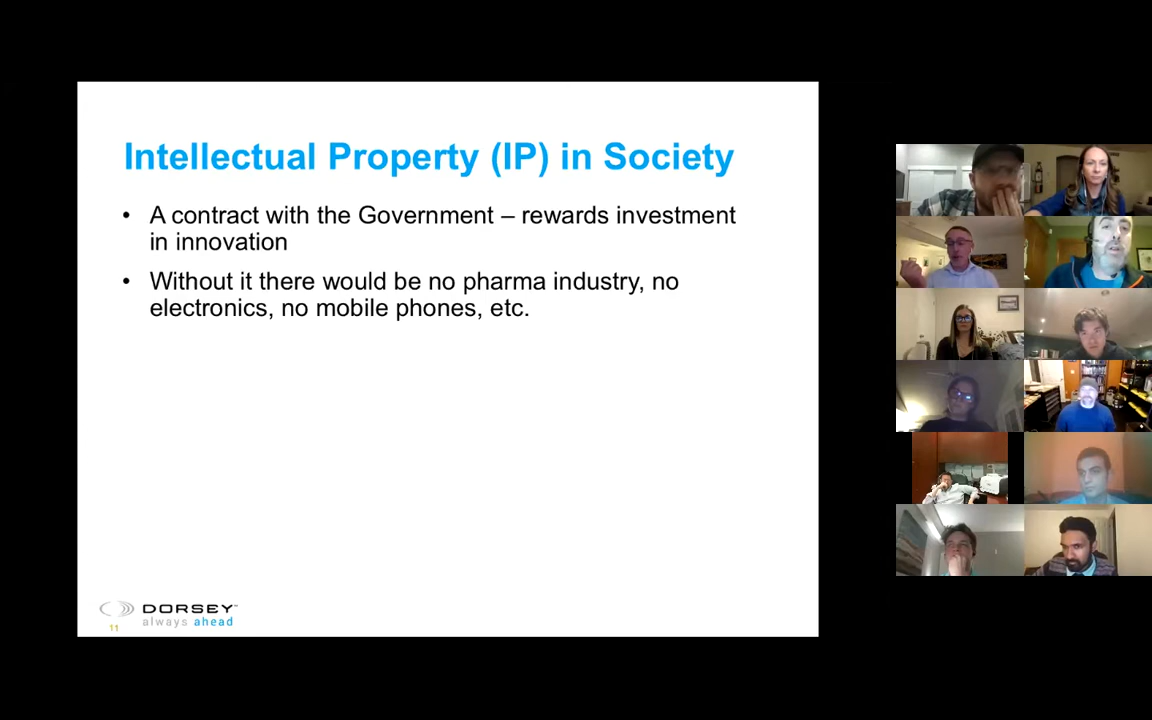 Intellectual Property (IP) in Society
• A contract with the Government – rewards investment
in innovation
• Without it there would be no pharma industry, no
electronics, no mobile phones, etc.
DORSEY™
always ahead
11